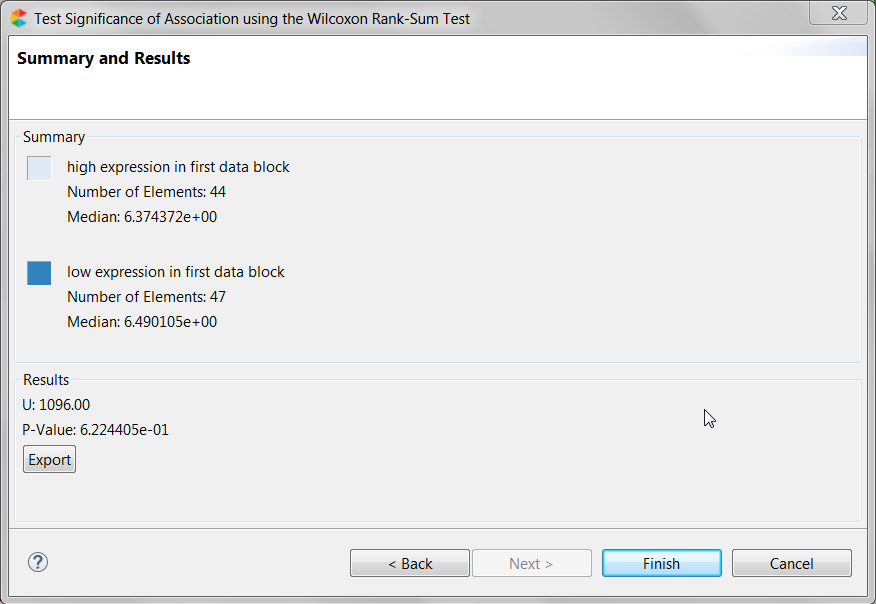 Test Significance of Association using the Wilcoxon Rank-Sum Test
Summary and Results
Summary
high expression in first data block
Number of Elements: 44
Median: 6.374372e+00
low expression in first data block
Number of Elements: 47
Median: 6.490105e+00
Results
U: 1096.00
P-Value: 6.224405e-01
Export
?
< Back
Next >
Finish
Cancel